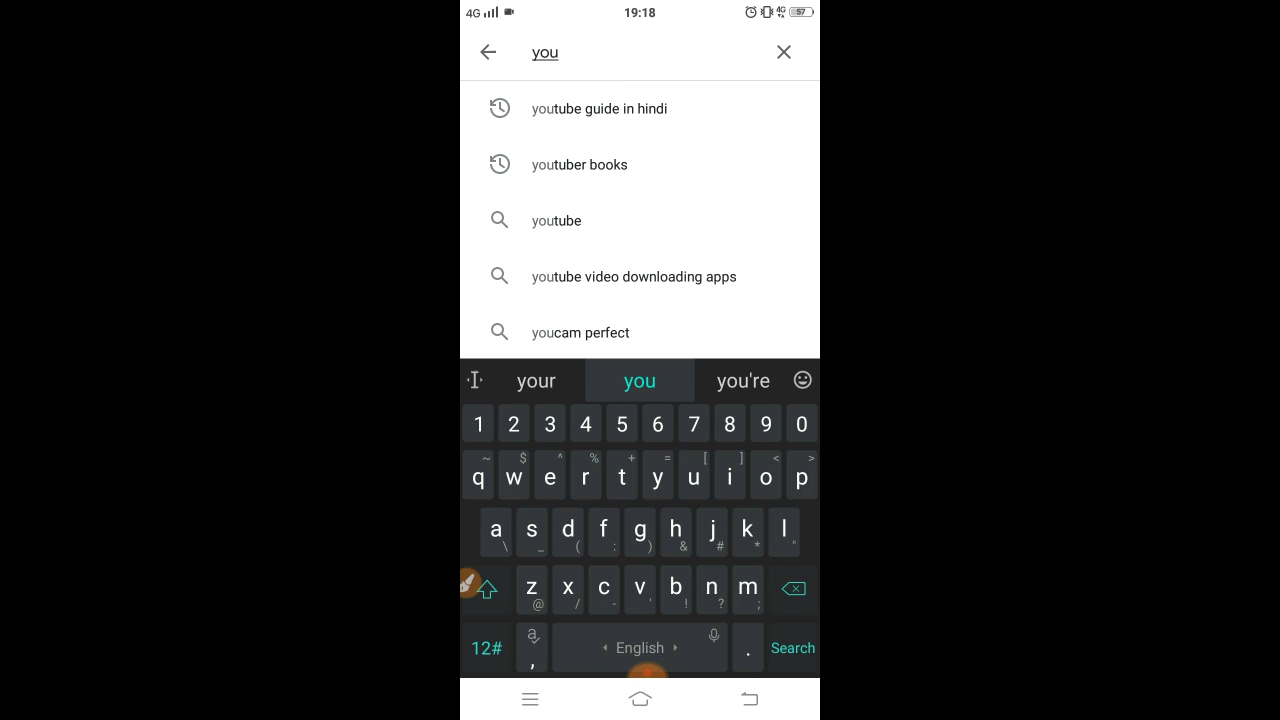 4G 19:18 4G 57
you
youtube guide in hindi
youtuber books
youtube
youtube video downloading apps
youcam perfect
your you you're
1 2 3 4 5 6 7 8 9 0
~ $ ^ % + = [ ] < >
q w e r t y u i o p
a s d f g h j k l
\ _ ( : ) & # * "
z x c v b n m
@ / - ' ! ? ;
12# a , English . Search